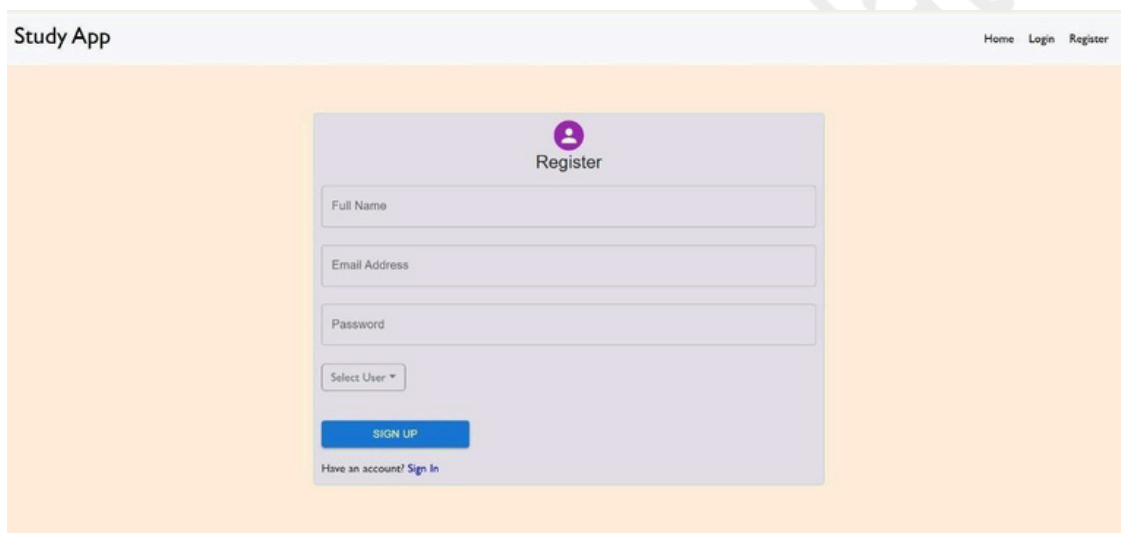 Study App
Home Login Register
Register
Full Name
Email Address
Password
Select User
SIGN UP
Have an account? Sign In